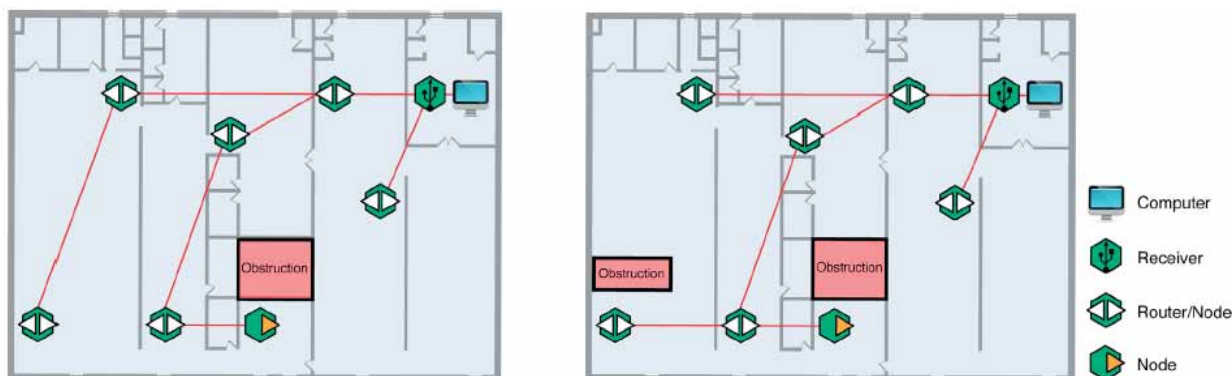 Obstruction
Obstruction
Obstruction
Computer
Receiver
Router/Node
Node